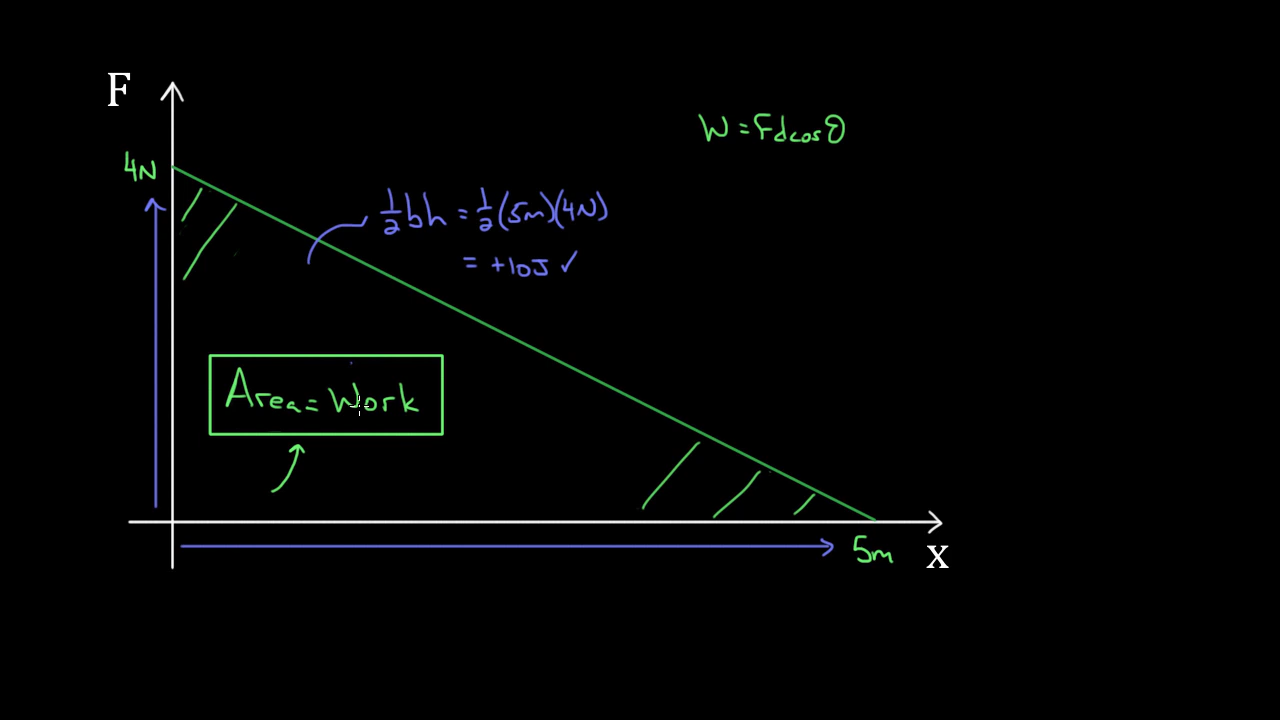 F
W = Fdcosθ
4N
½bh = ½(5m)(4N)
= +10J ✓
Area = Work
5m
x